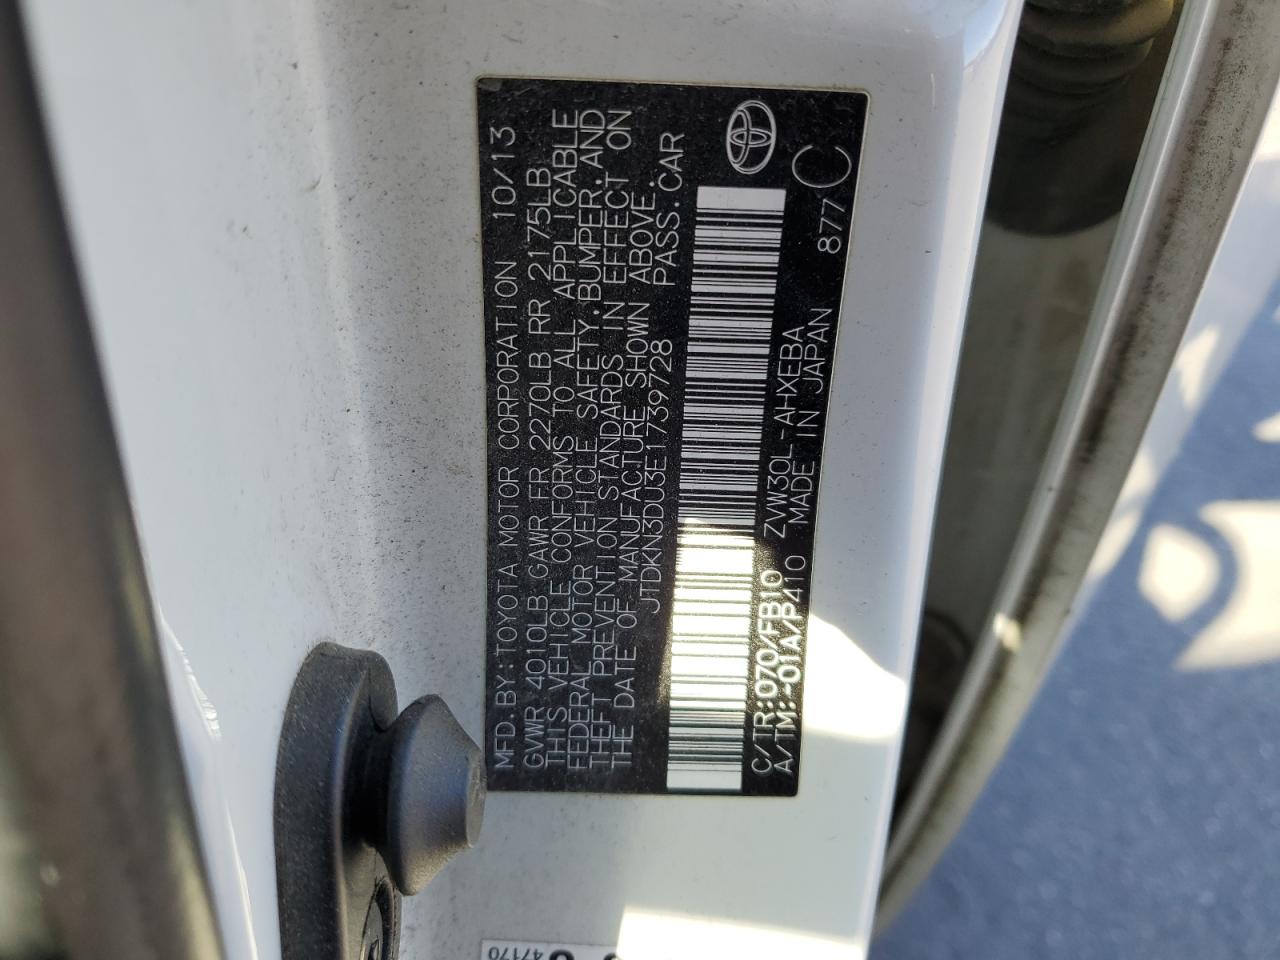 MFD. BY: TOYOTA MOTOR CORPORATION 10/13
GVWR 4010LB GAWR FR 2270LB RR 2175LB
THIS VEHICLE CONFORMS TO ALL APPLICABLE
FEDERAL MOTOR VEHICLE SAFETY, BUMPER, AND
THEFT PREVENTION STANDARDS IN EFFECT ON
THE DATE OF MANUFACTURE SHOWN ABOVE.
JTDKN3DU3E1739728 PASS. CAR
C/TR: 070/FB10 ZVW30L-AHXEBA
A/TM: -01A/P410 MADE IN JAPAN 877 C
47170